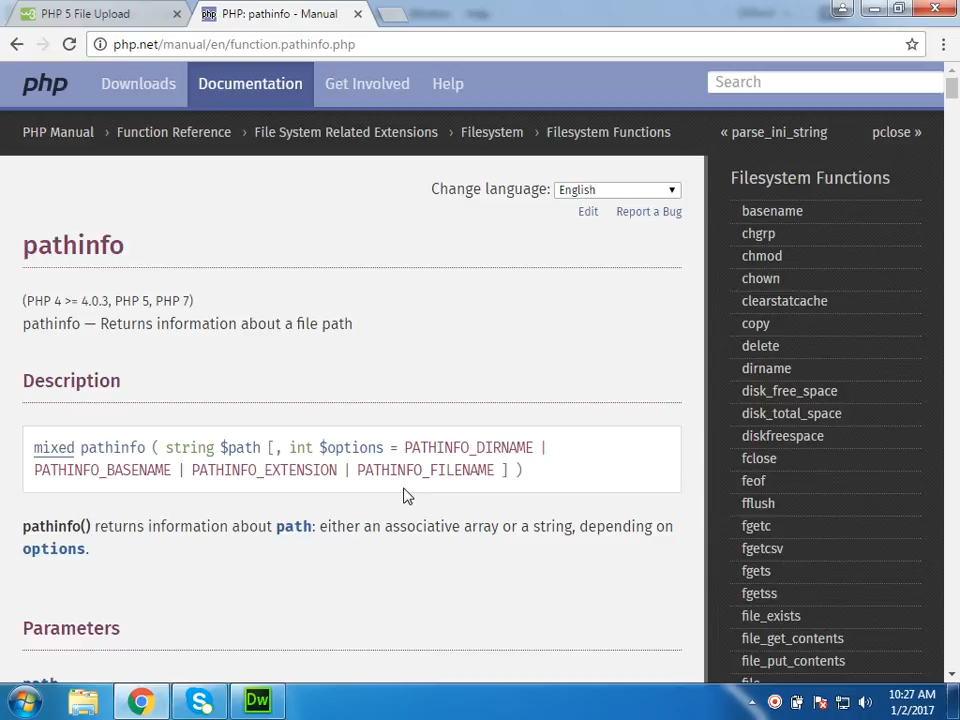 PHP 5 File Upload
PHP: pathinfo - Manual
php.net/manual/en/function.pathinfo.php
php
Downloads
Documentation
Get Involved
Help
Search
PHP Manual › Function Reference › File System Related Extensions › Filesystem › Filesystem Functions
« parse_ini_string
pclose »
Change language: English
Edit Report a Bug
pathinfo
(PHP 4 >= 4.0.3, PHP 5, PHP 7)
pathinfo — Returns information about a file path
Description
mixed pathinfo ( string $path [, int $options = PATHINFO_DIRNAME |
PATHINFO_BASENAME | PATHINFO_EXTENSION | PATHINFO_FILENAME ] )
pathinfo() returns information about path: either an associative array or a string, depending on
options.
Parameters
Filesystem Functions
basename
chgrp
chmod
chown
clearstatcache
copy
delete
dirname
disk_free_space
disk_total_space
diskfreespace
fclose
feof
fflush
fgetc
fgetcsv
fgets
fgetss
file_exists
file_get_contents
file_put_contents
Dw
10:27 AM
1/2/2017